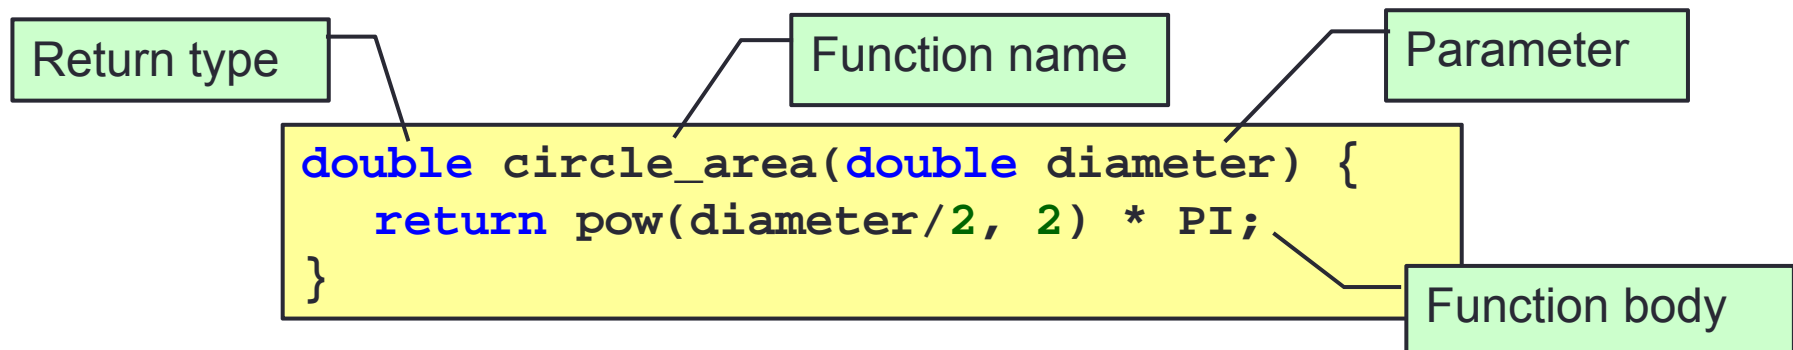 Return type
Function name
Parameter
double circle_area(double diameter) {
return pow(diameter/2, 2) * PI;
}
Function body